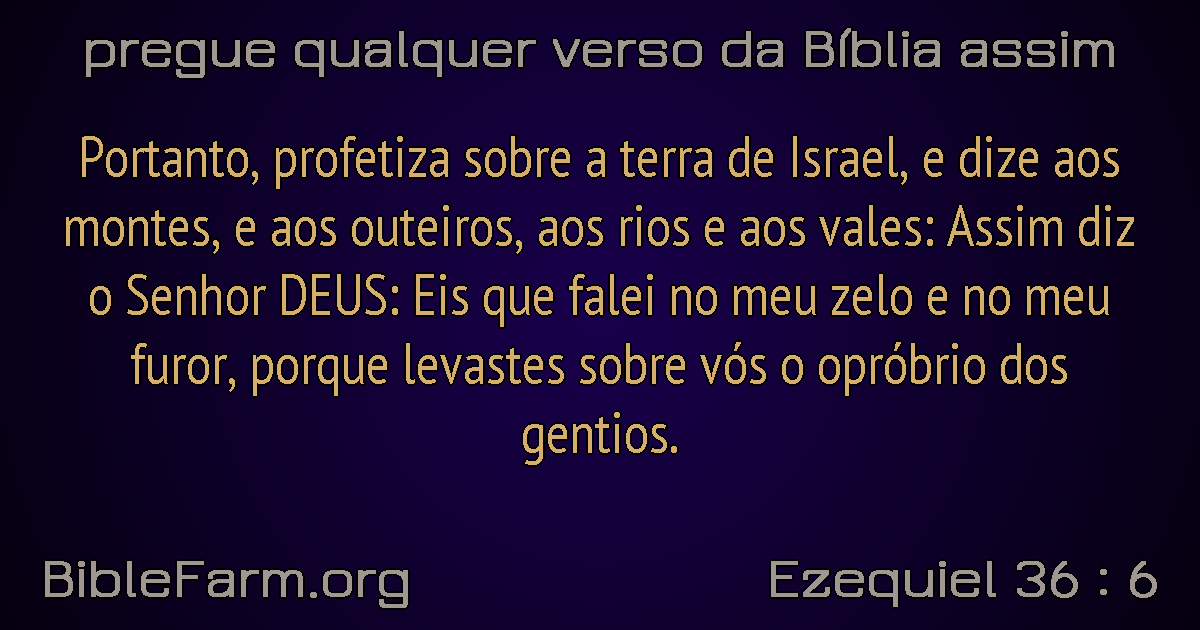 pregue qualquer verso da Bíblia assim
Portanto, profetiza sobre a terra de Israel, e dize aos
montes, e aos outeiros, aos rios e aos vales: Assim diz
o Senhor DEUS: Eis que falei no meu zelo e no meu
furor, porque levastes sobre vós o opróbrio dos
gentios.
BibleFarm.org
Ezequiel 36 : 6